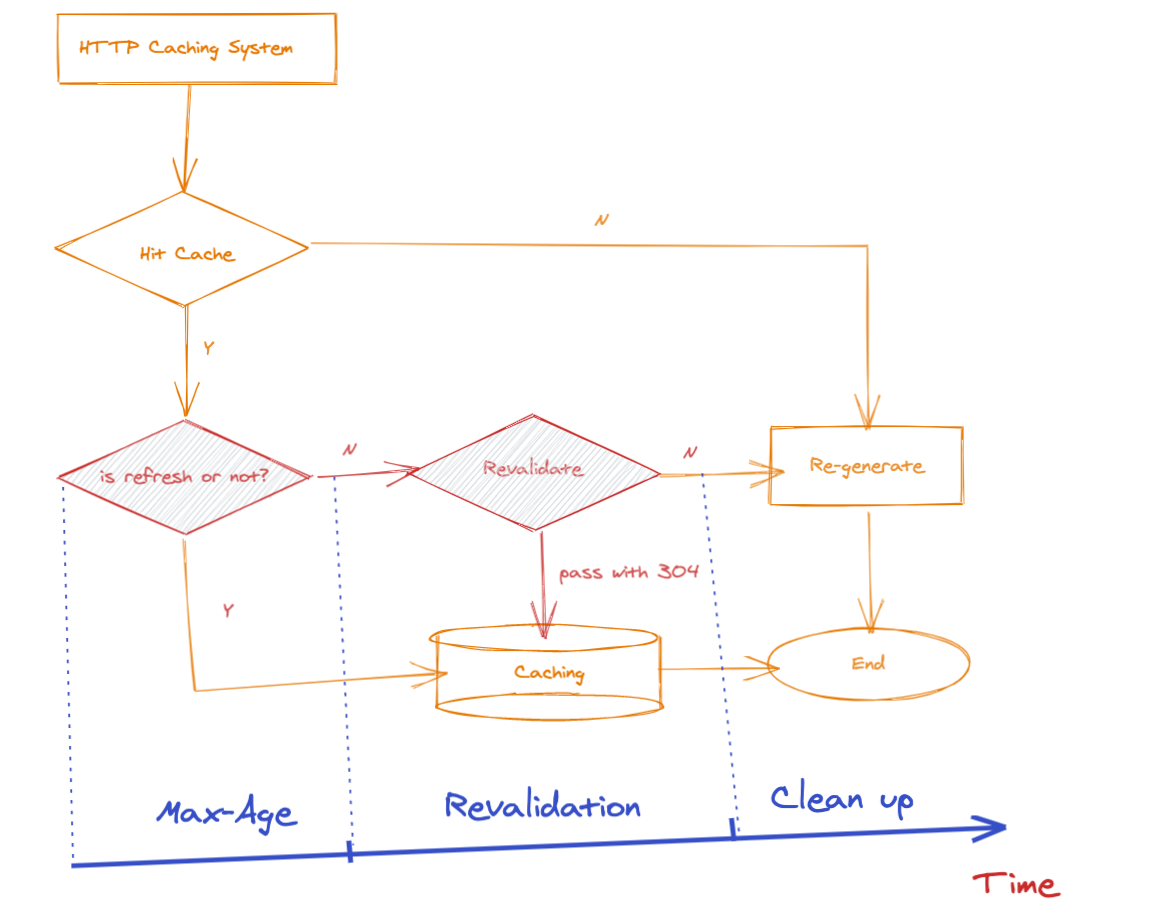 HTTP Caching System
N
Hit Cache
Y
N
N
is refresh or not?
Revalidate
Re-generate
pass with 304
Y
Caching
End
Max-Age
Revalidation
Clean up
Time